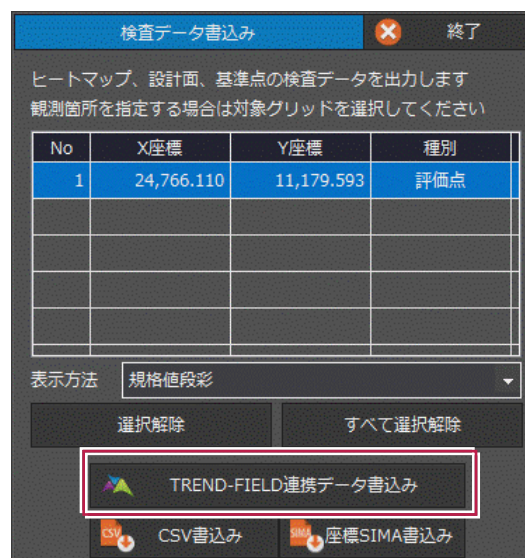 検査データ書込み 終了
ヒートマップ、設計面、基準点の検査データを出力します
観測箇所を指定する場合は対象グリッドを選択してください
No X座標 Y座標 種別
1 24,766.110 11,179.593 評価点
表示方法 規格値段彩
選択解除 すべて選択解除
TREND-FIELD連携データ書込み
CSV CSV書込み SIMA 座標SIMA書込み